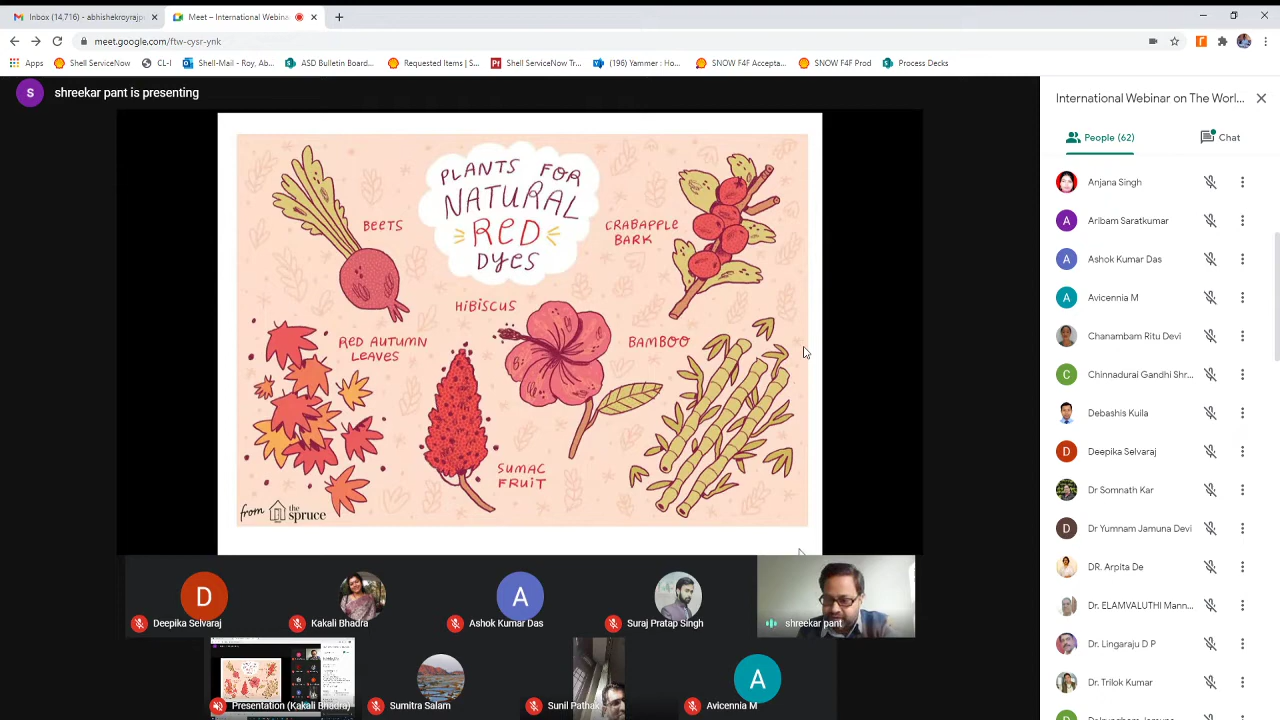 Inbox (14,716) - abhishekroyrajp
Meet – International Webina
meet.google.com/ftw-cysr-ynk
Apps
Shell ServiceNow
CL-I
Shell-Mail - Roy, Ab...
ASD Bulletin Board...
Requested Items | S...
Shell ServiceNow Tr...
(196) Yammer : Ho...
SNOW F4F Accepta...
SNOW F4F Prod
Process Decks
S
shreekar pant is presenting
International Webinar on The Worl...
People (62)
Chat
PLANTS FOR
NATURAL
RED
DYES
BEETS
CRABAPPLE
BARK
HIBISCUS
RED AUTUMN
LEAVES
BAMBOO
SUMAC
FRUIT
from the
spruce
Anjana Singh
A
Aribam Saratkumar
A
Ashok Kumar Das
A
Avicennia M
Chanambam Ritu Devi
C
Chinnadurai Gandhi Shr...
Debashis Kuila
D
Deepika Selvaraj
Dr Somnath Kar
D
Dr Yumnam Jamuna Devi
DR. Arpita De
Dr. ELAMVALUTHI Mann...
Dr. Lingaraju D P
Dr. Trilok Kumar
D
Deepika Selvaraj
Kakali Bhadra
A
Ashok Kumar Das
Suraj Pratap Singh
shreekar pant
Presentation (Kakali Bhadra)
Sumitra Salam
Sunil Pathak
A
Avicennia M